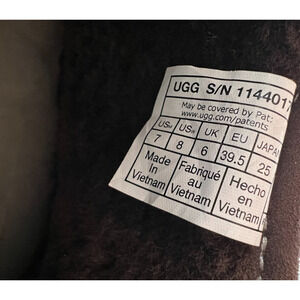 UGG S/N 114401
May be covered by Pat:
www.ugg.com/patents
US US UK EU JAPA
7 8 6 39.5 25
Made in Vietnam
Fabriqué au Vietnam
Hecho en Vietnam